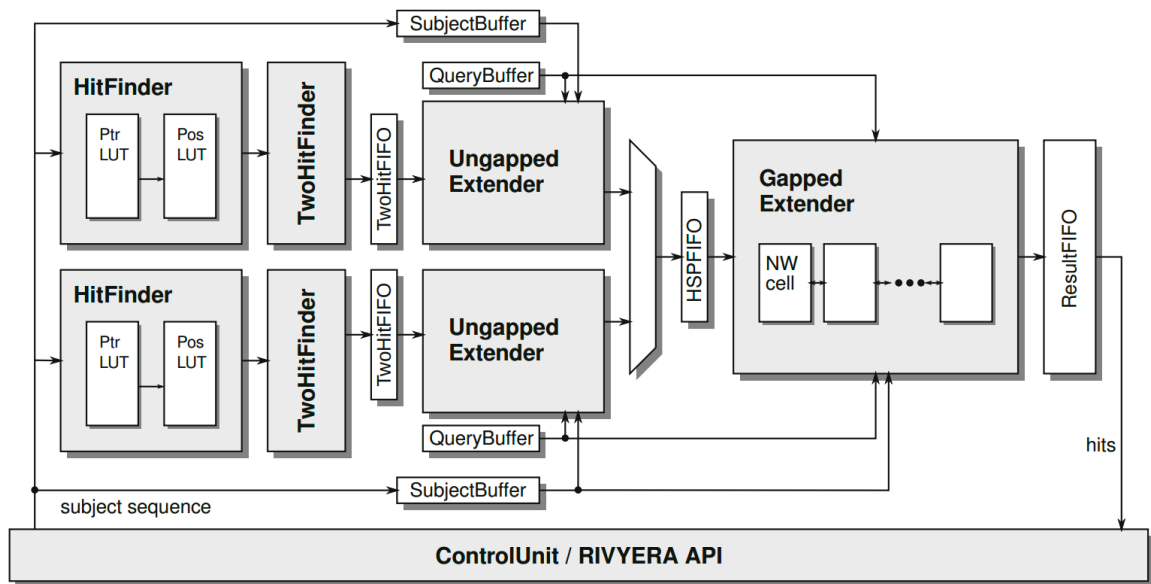 SubjectBuffer
QueryBuffer
HitFinder
Ptr
LUT
Pos
LUT
TwoHitFinder
TwoHitFIFO
Ungapped
Extender
HSPFIFO
Gapped
Extender
NW
cell
ResultFIFO
HitFinder
Ptr
LUT
Pos
LUT
TwoHitFinder
TwoHitFIFO
Ungapped
Extender
QueryBuffer
hits
SubjectBuffer
subject sequence
ControlUnit / RIVYERA API